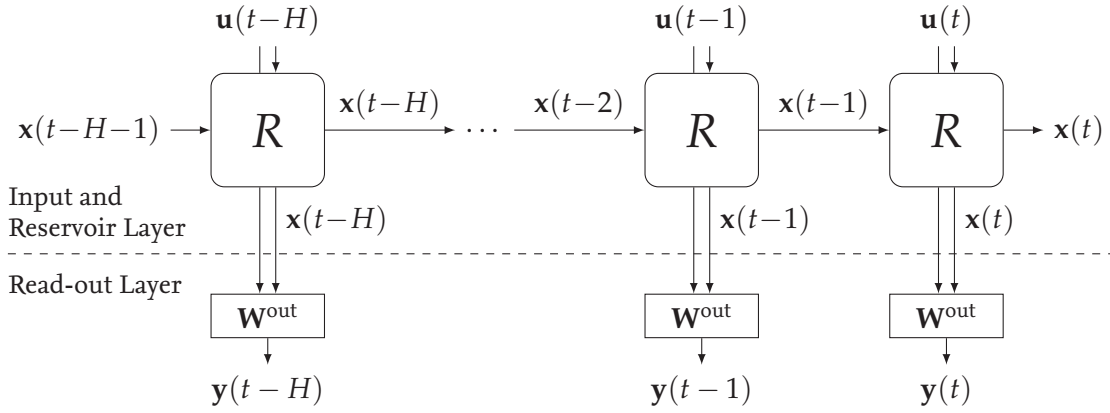 u(t−H) u(t−1) u(t)
x(t−H) x(t−2) x(t−1)
x(t−H−1) R ··· R R x(t)
Input and
Reservoir Layer
x(t−H) x(t−1) x(t)
Read-out Layer
W^out W^out W^out
y(t − H) y(t − 1) y(t)